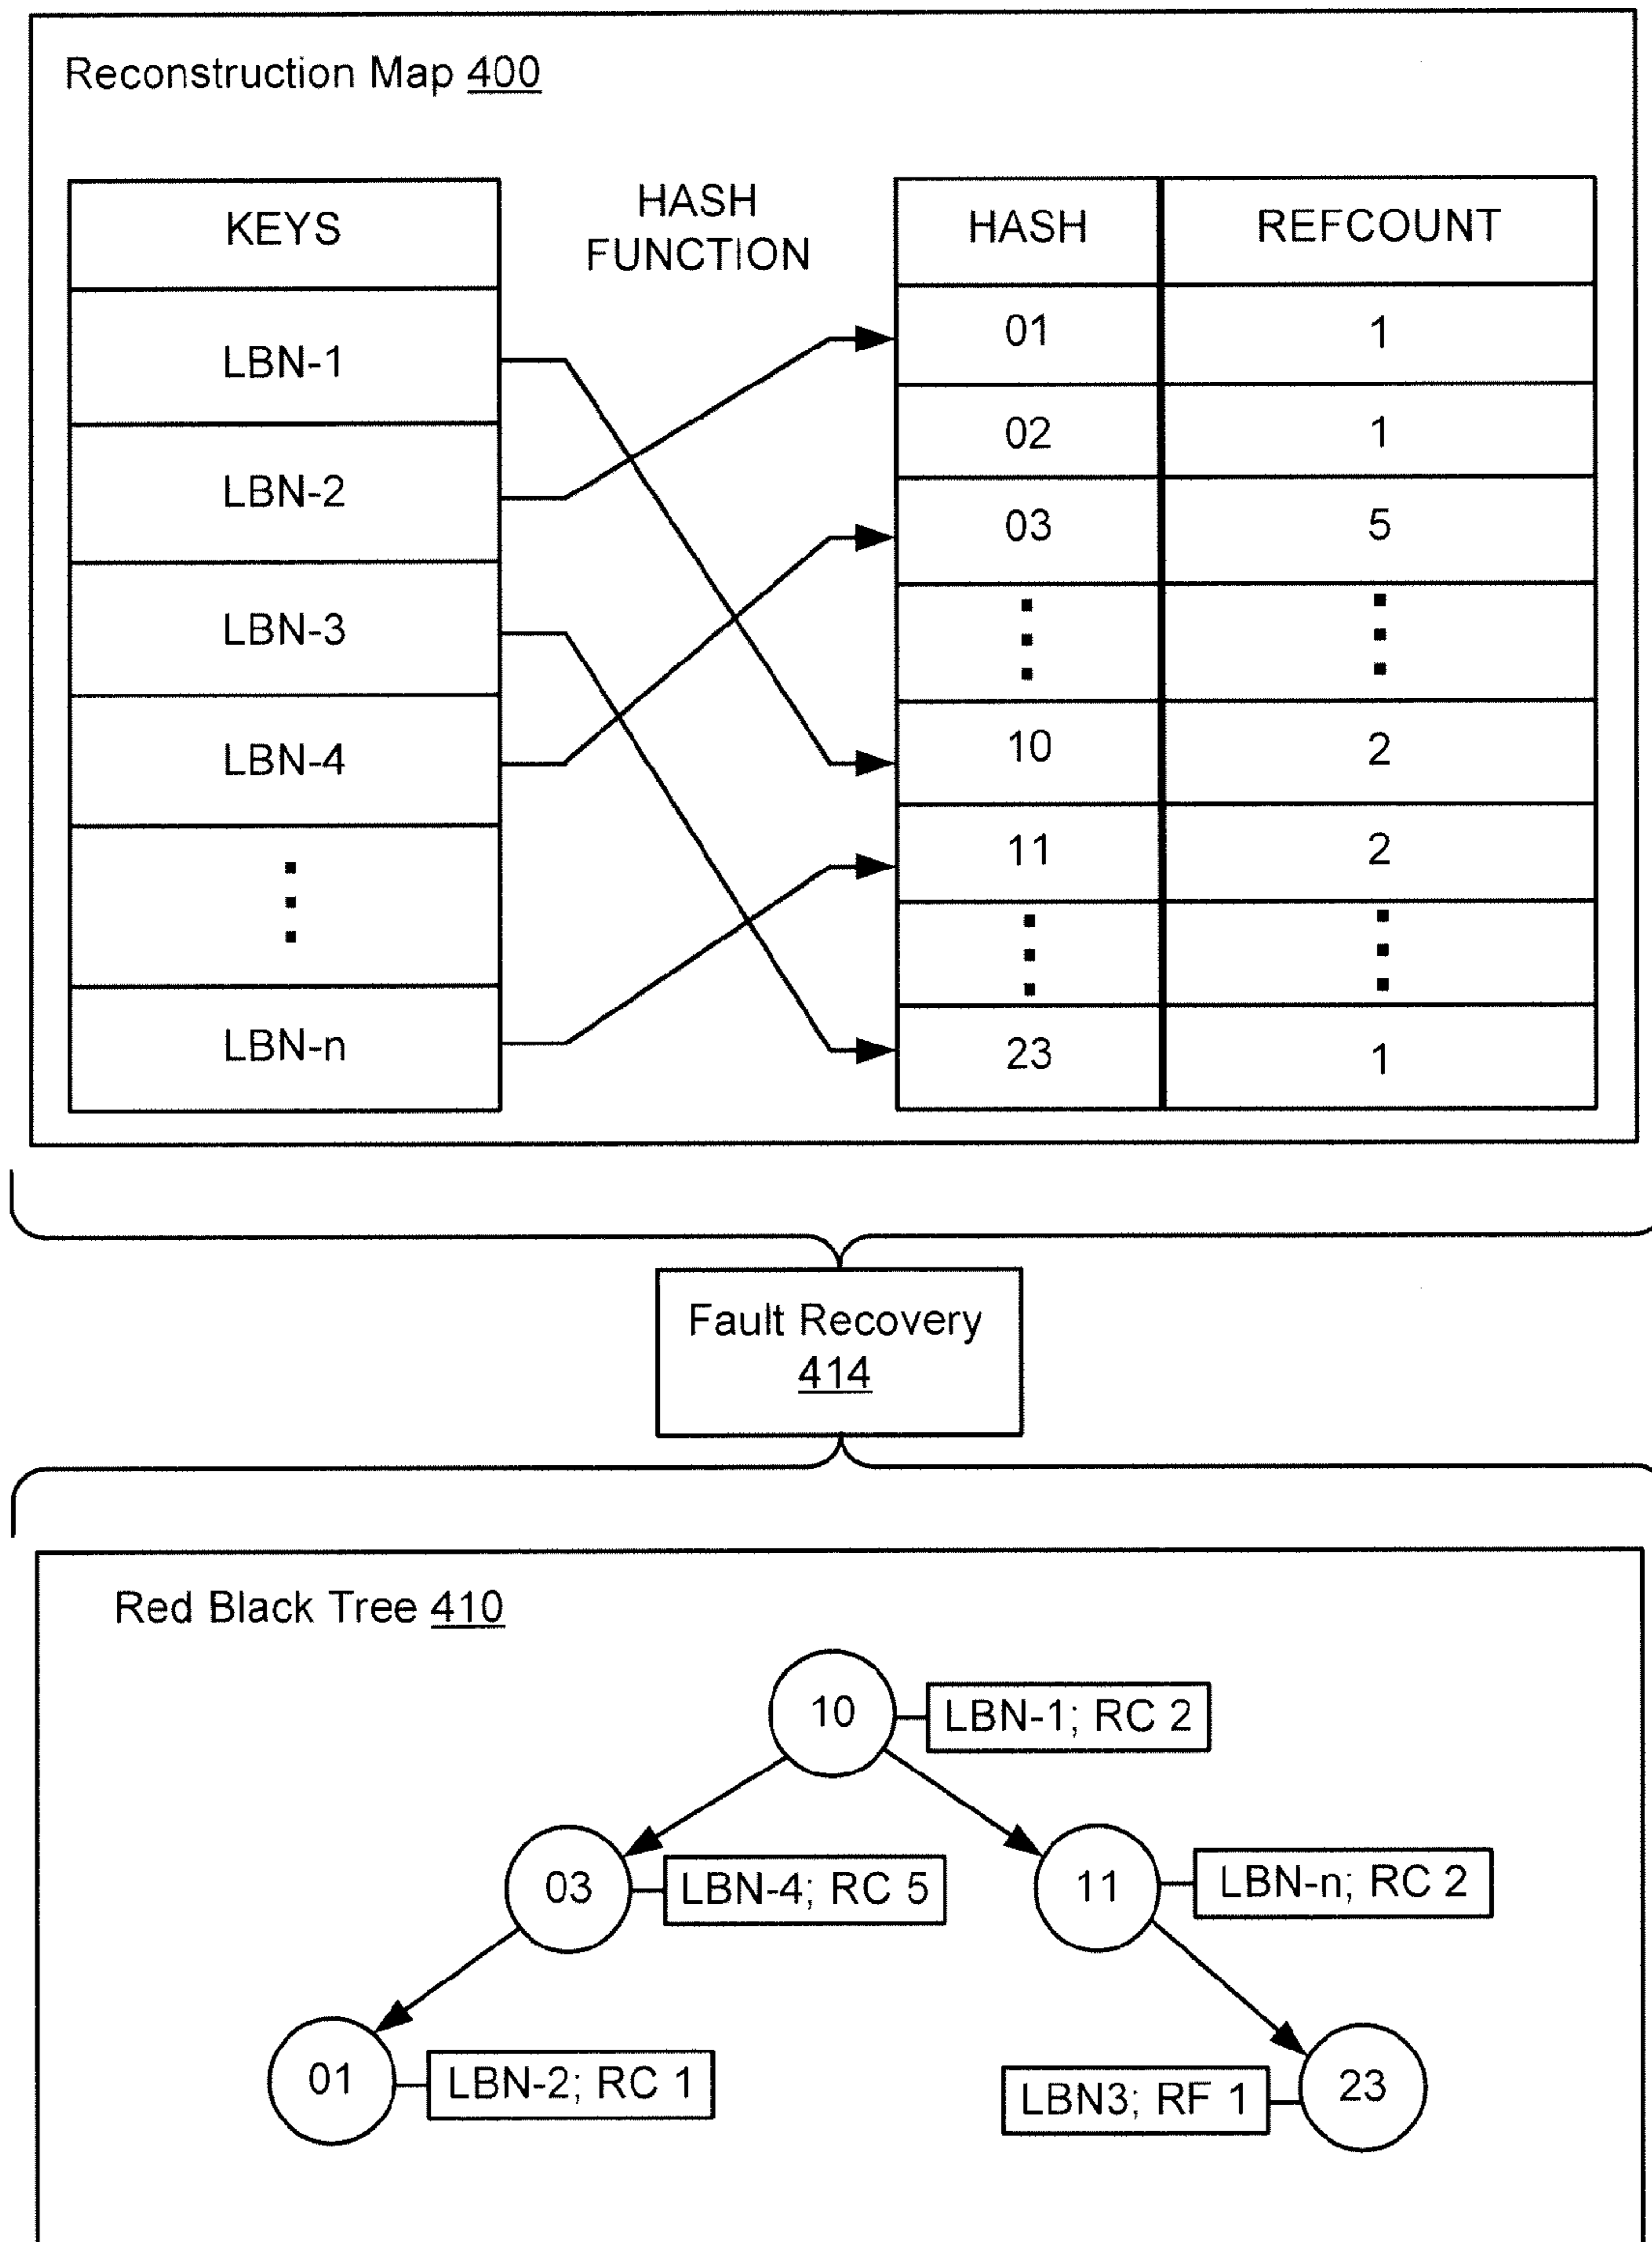 Reconstruction Map 400
KEYS
LBN-1
LBN-2
LBN-3
LBN-4
LBN-n
HASH
FUNCTION
HASH REFCOUNT
01 1
02 1
03 5
10 2
11 2
23 1
Fault Recovery
414
Red Black Tree 410
10 LBN-1; RC 2
03 LBN-4; RC 5
11 LBN-n; RC 2
01 LBN-2; RC 1
LBN3; RF 1 23